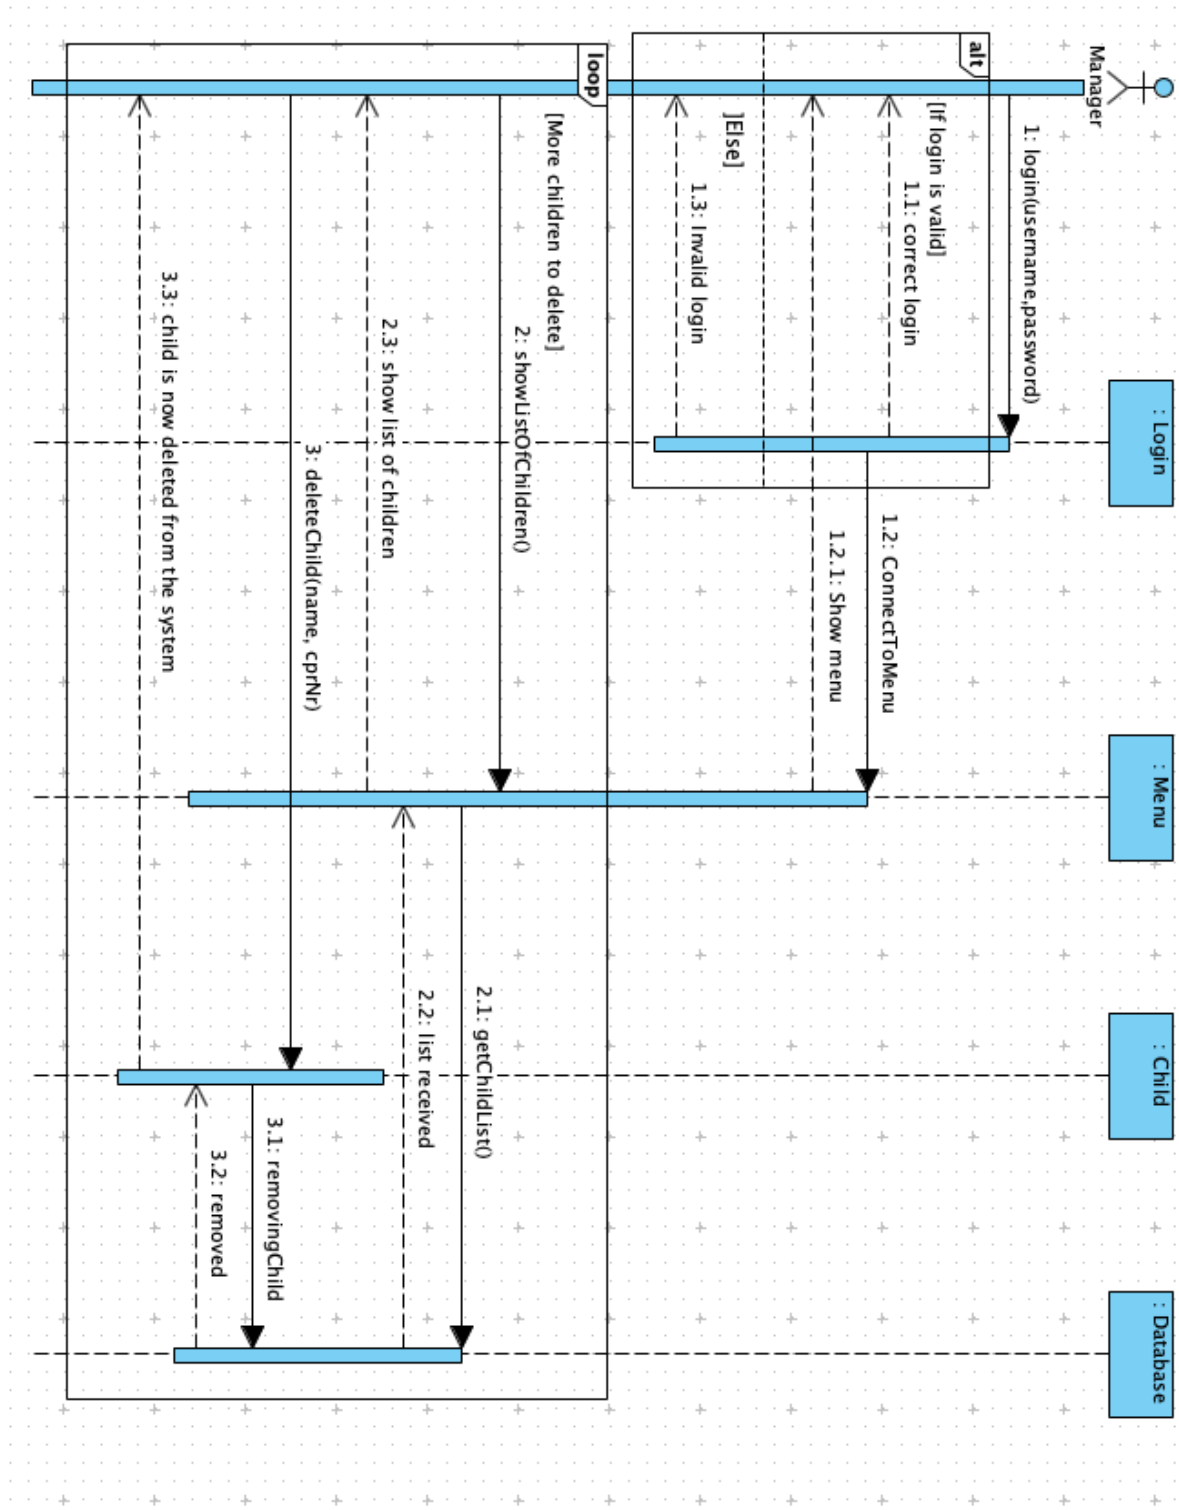 Manager
: Login
: Menu
: Child
: Database
1: login(username,password)
alt
[If login is valid]
1.1: correct login
1.2: ConnectToMenu
1.2.1: Show menu
]Else]
1.3: Invalid login
loop
[More children to delete]
2: showListOfChildren()
2.1: getChildList()
2.2: list received
2.3: show list of children
3: deleteChild(name, cprNr)
3.1: removingChild
3.2: removed
3.3: child is now deleted from the system